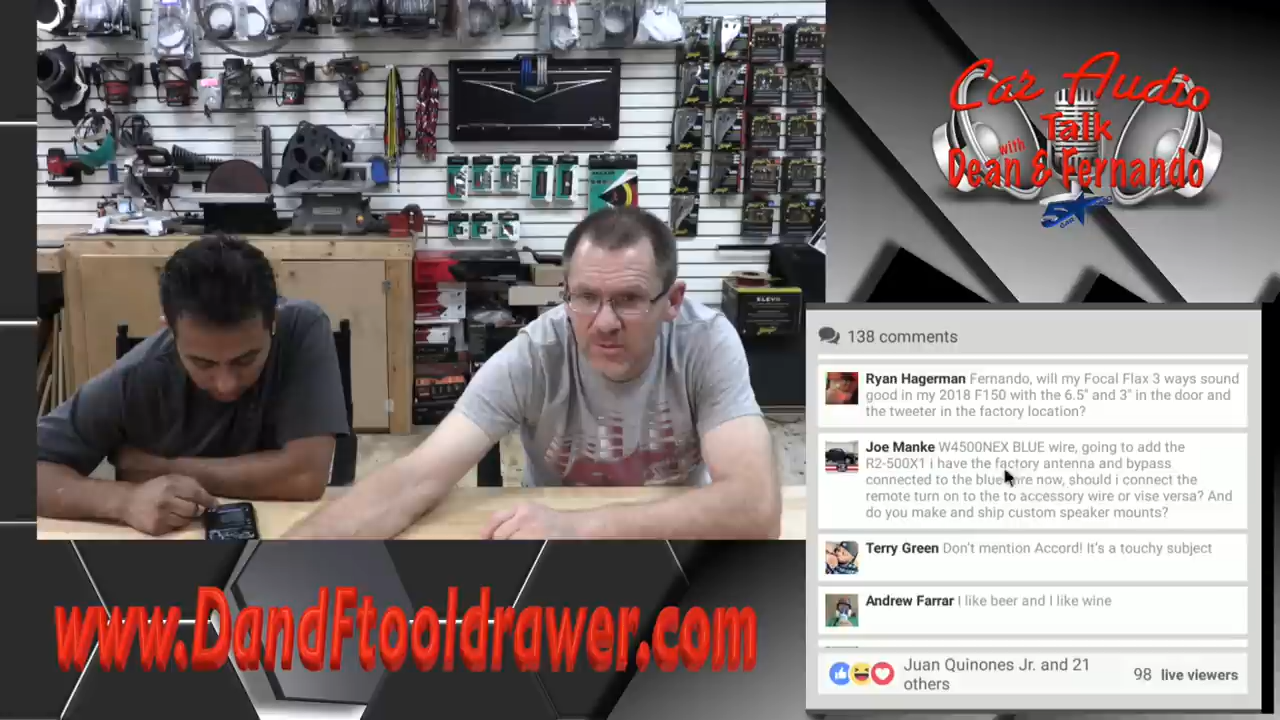 Car Audio
Talk
with
Dean & Fernando
5
138 comments
Ryan Hagerman Fernando, will my Focal Flax 3 ways sound
good in my 2018 F150 with the 6.5" and 3" in the door and
the tweeter in the factory location?
Joe Manke W4500NEX BLUE wire, going to add the
R2-500X1 i have the factory antenna and bypass
connected to the blue wire now, should i connect the
remote turn on to the to accessory wire or vise versa? And
do you make and ship custom speaker mounts?
Terry Green Don't mention Accord! It's a touchy subject
Andrew Farrar I like beer and I like wine
Juan Quinones Jr. and 21
others
98 live viewers
www.DandFtooldrawer.com